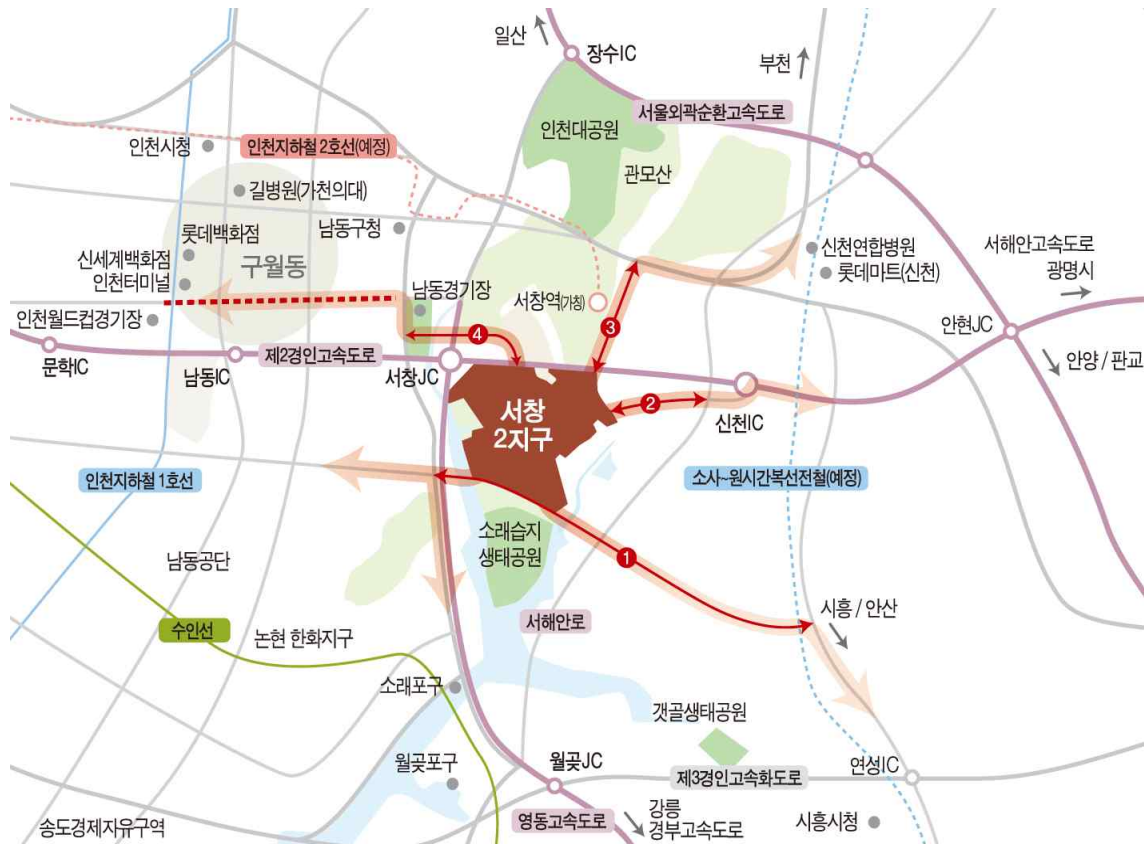 일산
장수IC
부천
서울외곽순환고속도로
인천대공원
인천시청
인천지하철 2호선(예정)
관모산
길병원(가천의대)
남동구청
롯데백화점
신세계백화점
구월동
인천터미널
신천연합병원
롯데마트(신천)
서해안고속도로
광명시
남동경기장
서창역(가칭)
인천월드컵경기장
3
4
안현JC
문학IC
남동IC
제2경인고속도로
서창JC
안양 / 판교
서창
2지구
2
신천IC
인천지하철 1호선
소사~원시간복선전철(예정)
소래습지
생태공원
남동공단
1
시흥 / 안산
수인선
논현 한화지구
서해안로
소래포구
갯골생태공원
월곶포구
월곶JC
제3경인고속화도로
연성IC
송도경제자유구역
영동고속도로
강릉
경부고속도로
시흥시청